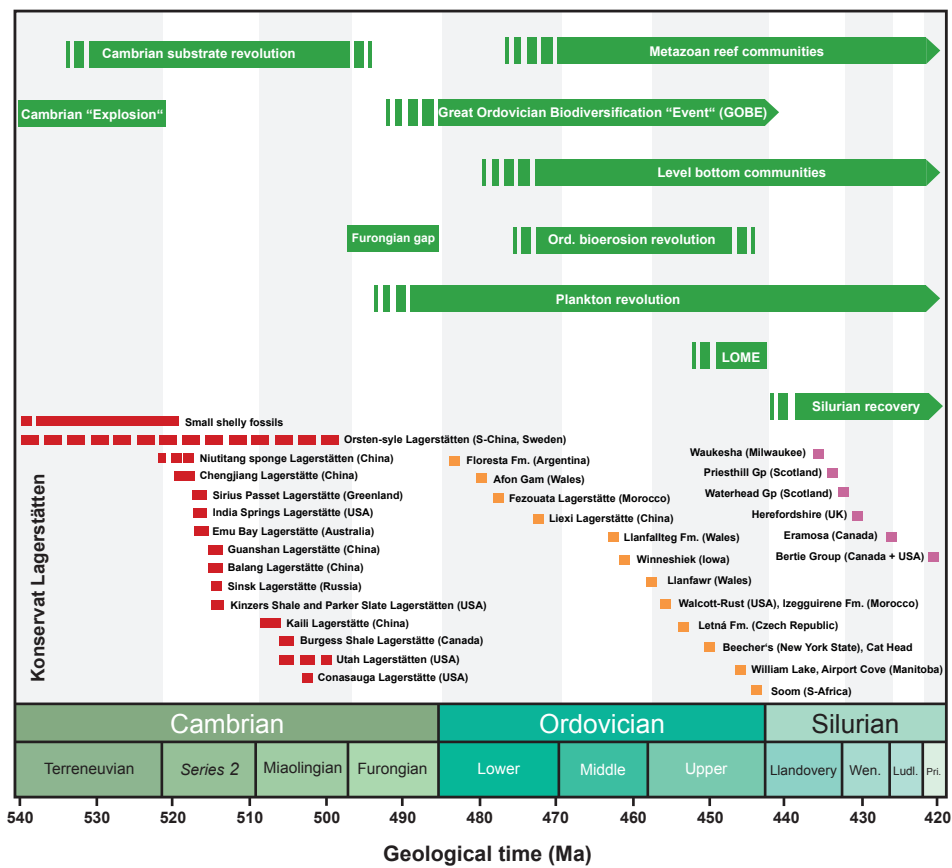 Cambrian substrate revolution
Metazoan reef communities
Cambrian “Explosion“
Great Ordovician Biodiversification “Event“ (GOBE)
Level bottom communities
Furongian gap
Ord. bioerosion revolution
Plankton revolution
LOME
Silurian recovery
Konservat Lagerstätten
Small shelly fossils
Orsten-syle Lagerstätten (S-China, Sweden)
Niutitang sponge Lagerstätten (China)
Chengjiang Lagerstätte (China)
Sirius Passet Lagerstätte (Greenland)
India Springs Lagerstätte (USA)
Emu Bay Lagerstätte (Australia)
Guanshan Lagerstätte (China)
Balang Lagerstätte (China)
Sinsk Lagerstätte (Russia)
Kinzers Shale and Parker Slate Lagerstätten (USA)
Kaili Lagerstätte (China)
Burgess Shale Lagerstätte (Canada)
Utah Lagerstätten (USA)
Conasauga Lagerstätte (USA)
Floresta Fm. (Argentina)
Afon Gam (Wales)
Fezouata Lagerstätte (Morocco)
Liexi Lagerstätte (China)
Llanfallteg Fm. (Wales)
Winneshiek (Iowa)
Llanfawr (Wales)
Walcott-Rust (USA), Izegguirene Fm. (Morocco)
Letná Fm. (Czech Republic)
Beecher‘s (New York State), Cat Head
William Lake, Airport Cove (Manitoba)
Soom (S-Africa)
Waukesha (Milwaukee)
Priesthill Gp (Scotland)
Waterhead Gp (Scotland)
Herefordshire (UK)
Eramosa (Canada)
Bertie Group (Canada + USA)
Cambrian Ordovician Silurian
Terreneuvian Series 2 Miaolingian Furongian Lower Middle Upper Llandovery Wen. Ludl. Pri.
540 530 520 510 500 490 480 470 460 450 440 430 420
Geological time (Ma)